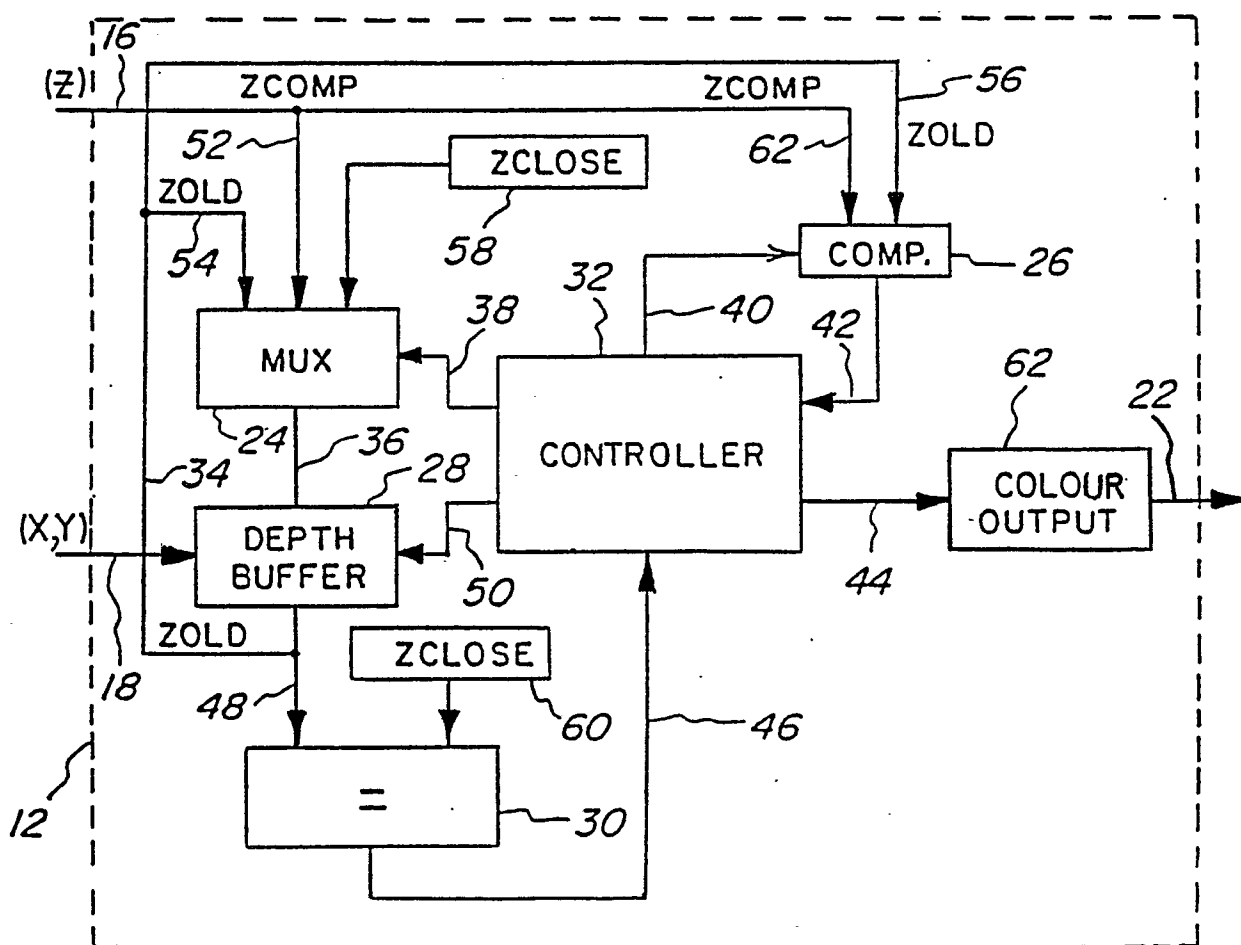 16
(Z)
ZCOMP
ZCOMP
56
52
ZCLOSE
62
ZOLD
ZOLD
54
58
COMP.
26
32
40
38
42
MUX
62
22
24
CONTROLLER
34
36
28
COLOUR
OUTPUT
(X,Y)
DEPTH
BUFFER
50
44
ZOLD
ZCLOSE
18
48
60
46
=
12
30